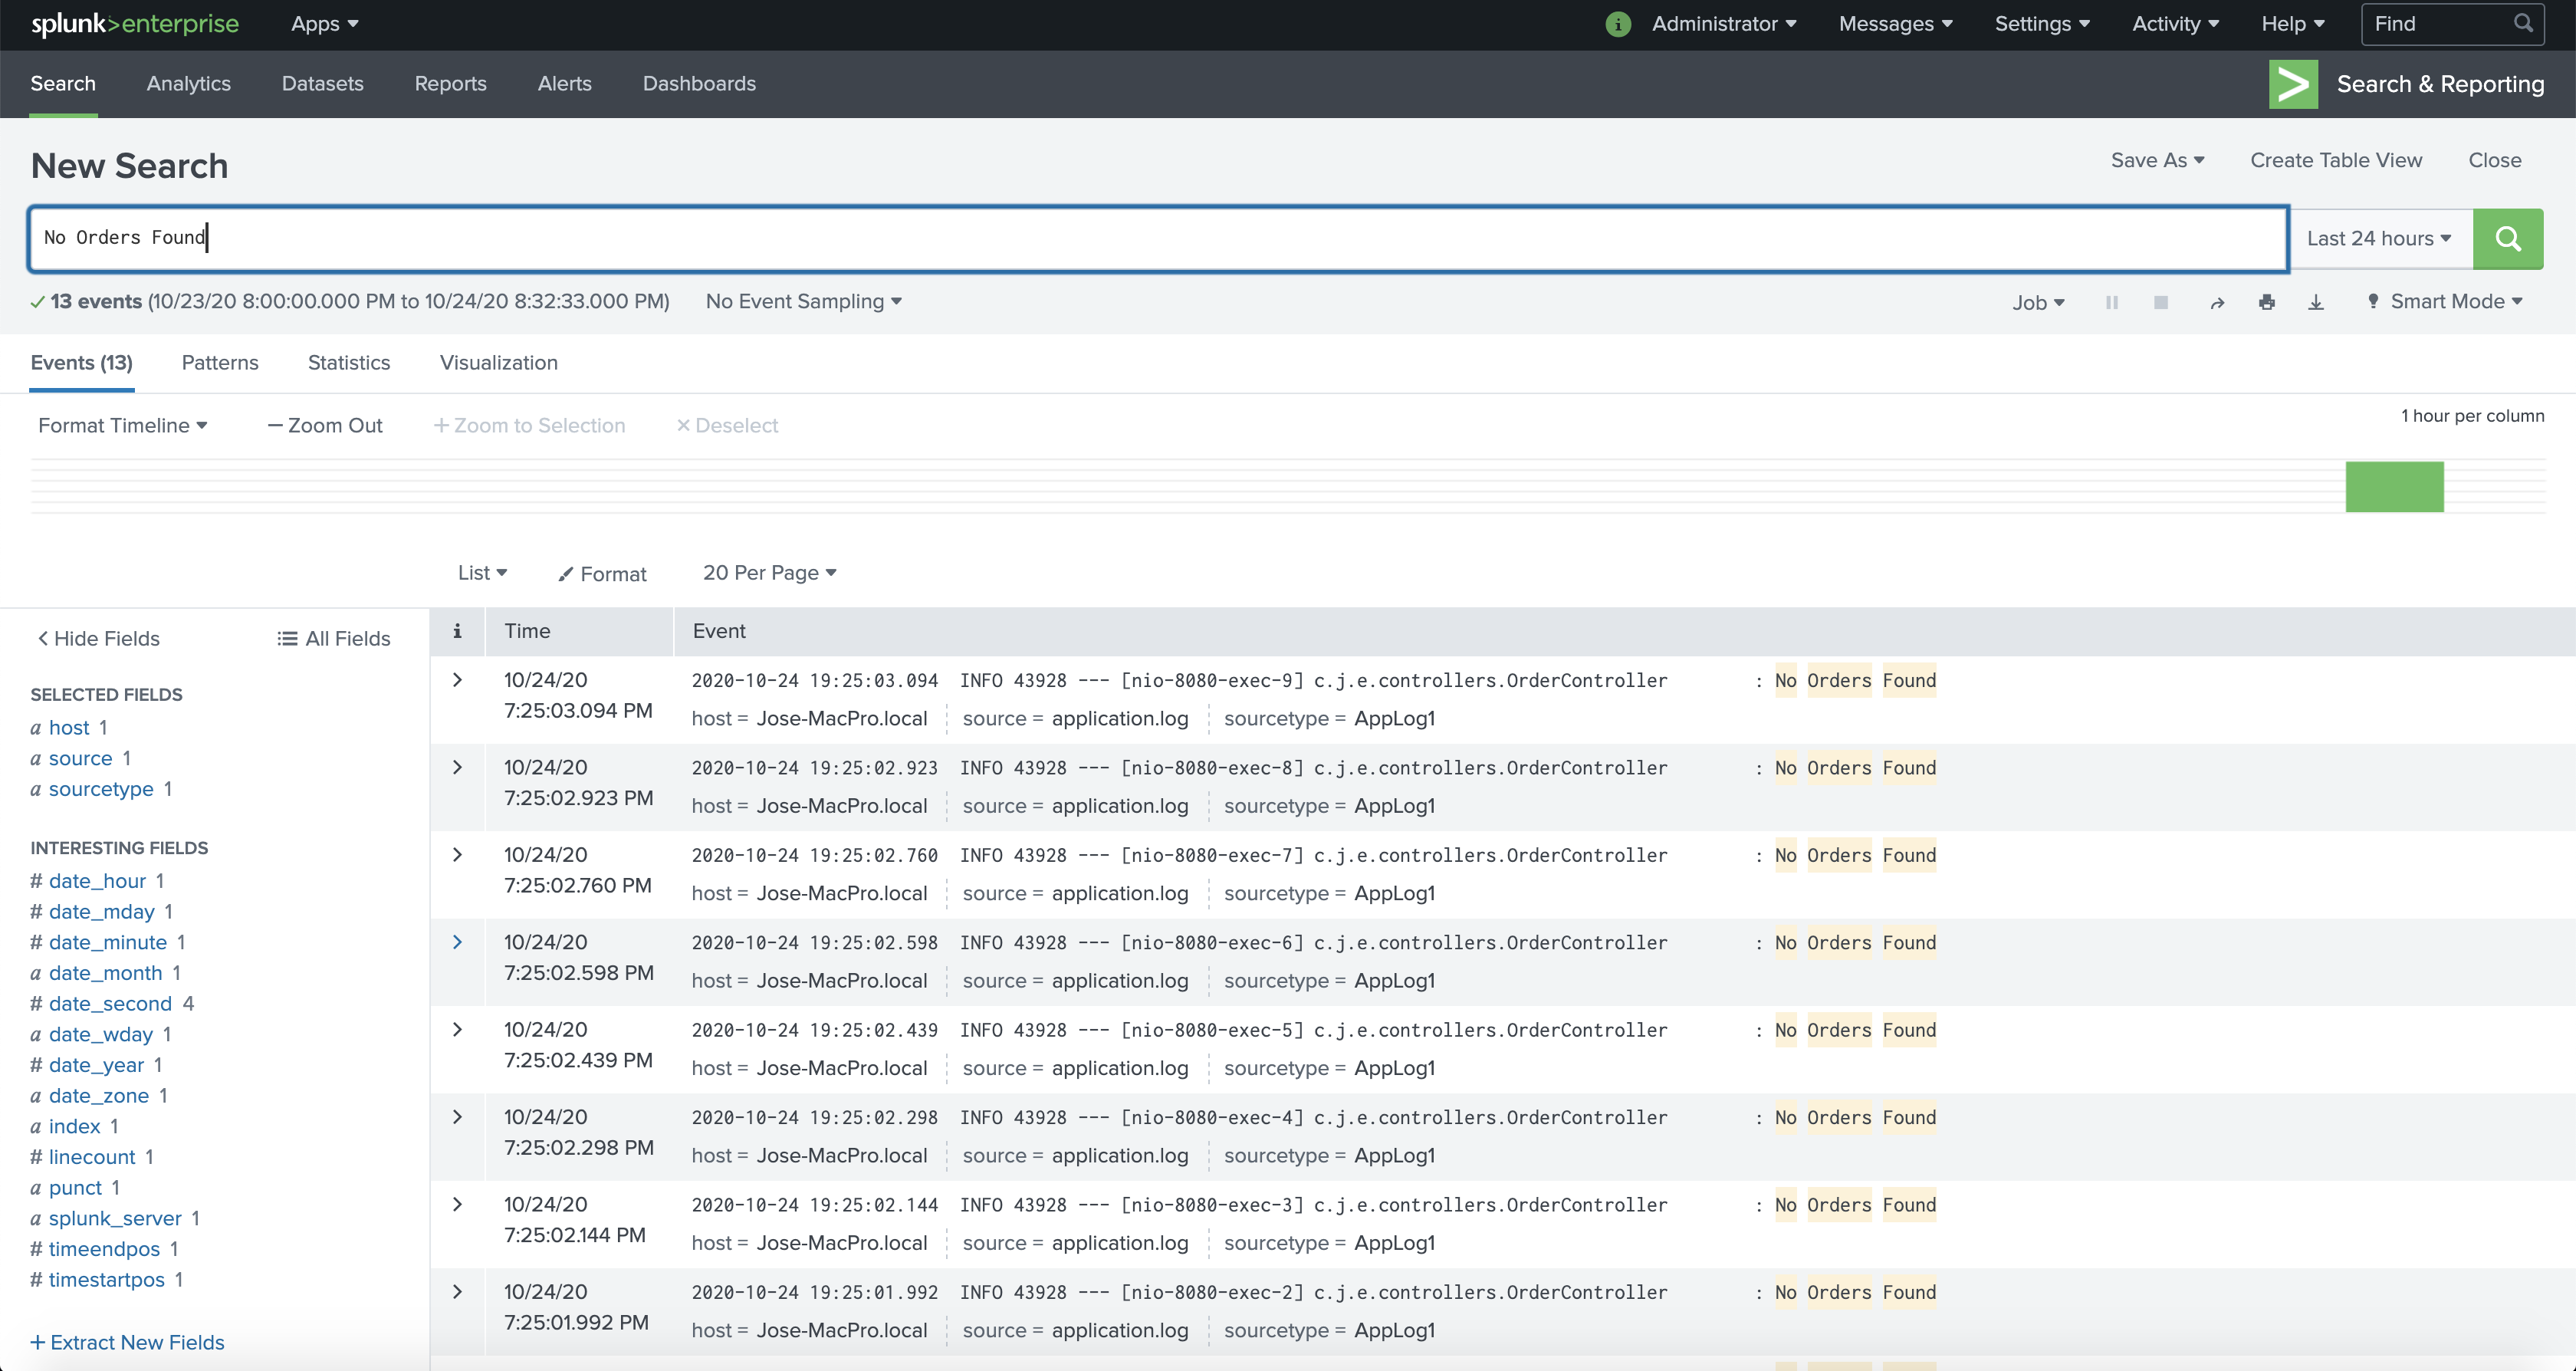 splunk>enterprise Apps Administrator Messages Settings Activity Help Find
Search Analytics Datasets Reports Alerts Dashboards Search & Reporting
New Search Save As Create Table View Close
No Orders Found Last 24 hours
13 events (10/23/20 8:00:00.000 PM to 10/24/20 8:32:33.000 PM) No Event Sampling Job Smart Mode
Events (13) Patterns Statistics Visualization
Format Timeline — Zoom Out + Zoom to Selection × Deselect 1 hour per column
List Format 20 Per Page
< Hide Fields All Fields
SELECTED FIELDS
a host 1
a source 1
a sourcetype 1
INTERESTING FIELDS
# date_hour 1
# date_mday 1
# date_minute 1
a date_month 1
# date_second 4
a date_wday 1
# date_year 1
a date_zone 1
a index 1
# linecount 1
a punct 1
a splunk_server 1
# timeendpos 1
# timestartpos 1
+ Extract New Fields
i Time Event
10/24/20 2020-10-24 19:25:03.094 INFO 43928 --- [nio-8080-exec-9] c.j.e.controllers.OrderController : No Orders Found
7:25:03.094 PM host = Jose-MacPro.local source = application.log sourcetype = AppLog1
10/24/20 2020-10-24 19:25:02.923 INFO 43928 --- [nio-8080-exec-8] c.j.e.controllers.OrderController : No Orders Found
7:25:02.923 PM host = Jose-MacPro.local source = application.log sourcetype = AppLog1
10/24/20 2020-10-24 19:25:02.760 INFO 43928 --- [nio-8080-exec-7] c.j.e.controllers.OrderController : No Orders Found
7:25:02.760 PM host = Jose-MacPro.local source = application.log sourcetype = AppLog1
10/24/20 2020-10-24 19:25:02.598 INFO 43928 --- [nio-8080-exec-6] c.j.e.controllers.OrderController : No Orders Found
7:25:02.598 PM host = Jose-MacPro.local source = application.log sourcetype = AppLog1
10/24/20 2020-10-24 19:25:02.439 INFO 43928 --- [nio-8080-exec-5] c.j.e.controllers.OrderController : No Orders Found
7:25:02.439 PM host = Jose-MacPro.local source = application.log sourcetype = AppLog1
10/24/20 2020-10-24 19:25:02.298 INFO 43928 --- [nio-8080-exec-4] c.j.e.controllers.OrderController : No Orders Found
7:25:02.298 PM host = Jose-MacPro.local source = application.log sourcetype = AppLog1
10/24/20 2020-10-24 19:25:02.144 INFO 43928 --- [nio-8080-exec-3] c.j.e.controllers.OrderController : No Orders Found
7:25:02.144 PM host = Jose-MacPro.local source = application.log sourcetype = AppLog1
10/24/20 2020-10-24 19:25:01.992 INFO 43928 --- [nio-8080-exec-2] c.j.e.controllers.OrderController : No Orders Found
7:25:01.992 PM host = Jose-MacPro.local source = application.log sourcetype = AppLog1